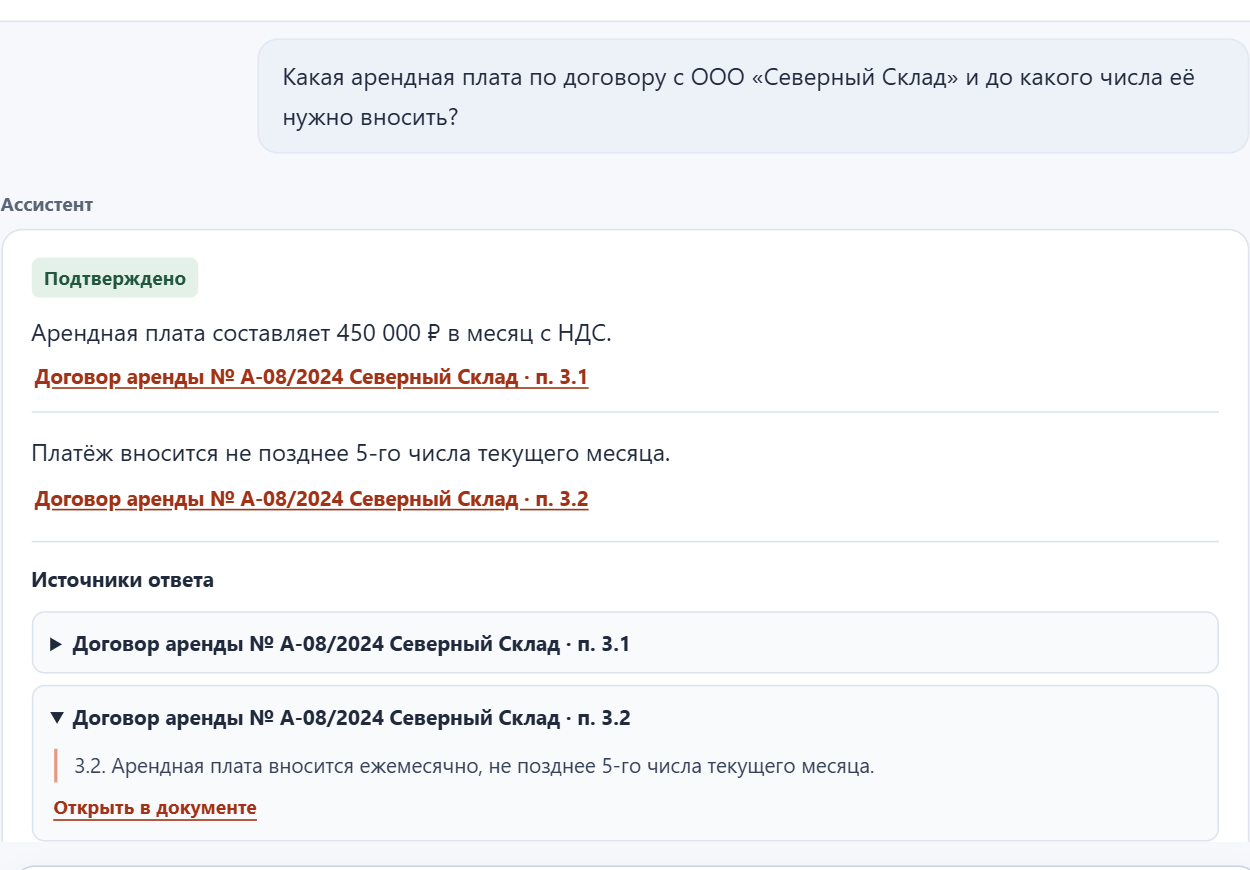 Какая арендная плата по договору с ООО «Северный Склад» и до какого числа её
нужно вносить?
Ассистент
Подтверждено
Арендная плата составляет 450 000 ₽ в месяц с НДС.
Договор аренды № А-08/2024 Северный Склад · п. 3.1
Платёж вносится не позднее 5-го числа текущего месяца.
Договор аренды № А-08/2024 Северный Склад · п. 3.2
Источники ответа
▶ Договор аренды № А-08/2024 Северный Склад · п. 3.1
▼ Договор аренды № А-08/2024 Северный Склад · п. 3.2
3.2. Арендная плата вносится ежемесячно, не позднее 5-го числа текущего месяца.
Открыть в документе